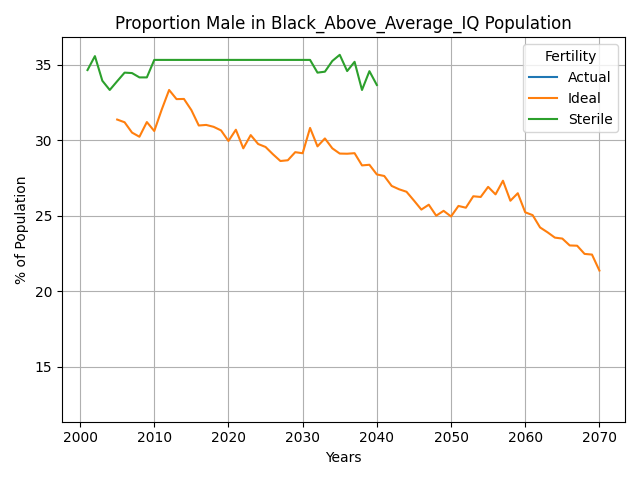 Proportion Male in Black_Above_Average_IQ Population
% of Population
35
30
25
20
15
2000 2010 2020 2030 2040 2050 2060 2070
Years
Fertility
Actual
Ideal
Sterile